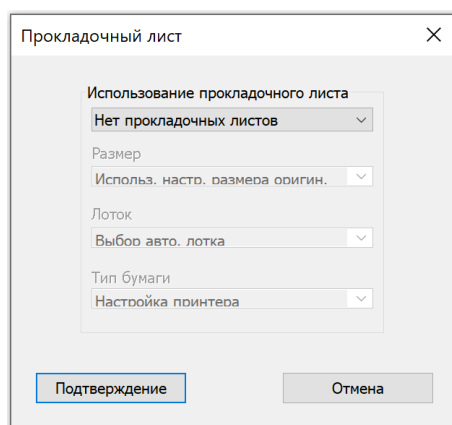 Прокладочный лист
Использование прокладочного листа
Нет прокладочных листов
Размер
Использ. настр. размера оригин.
Лоток
Выбор авто. лотка
Тип бумаги
Настройка принтера
Подтверждение
Отмена